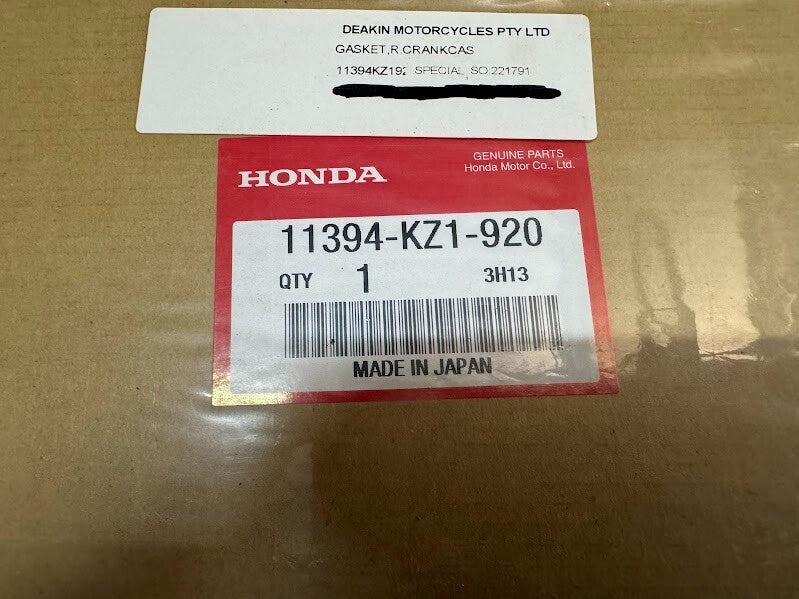 DEAKIN MOTORCYCLES PTY LTD
GASKET,R.CRANKCAS
11394KZ192 SPECIAL, SO:221791
HONDA
GENUINE PARTS
Honda Motor Co., Ltd.
11394-KZ1-920
QTY 1 3H13
MADE IN JAPAN